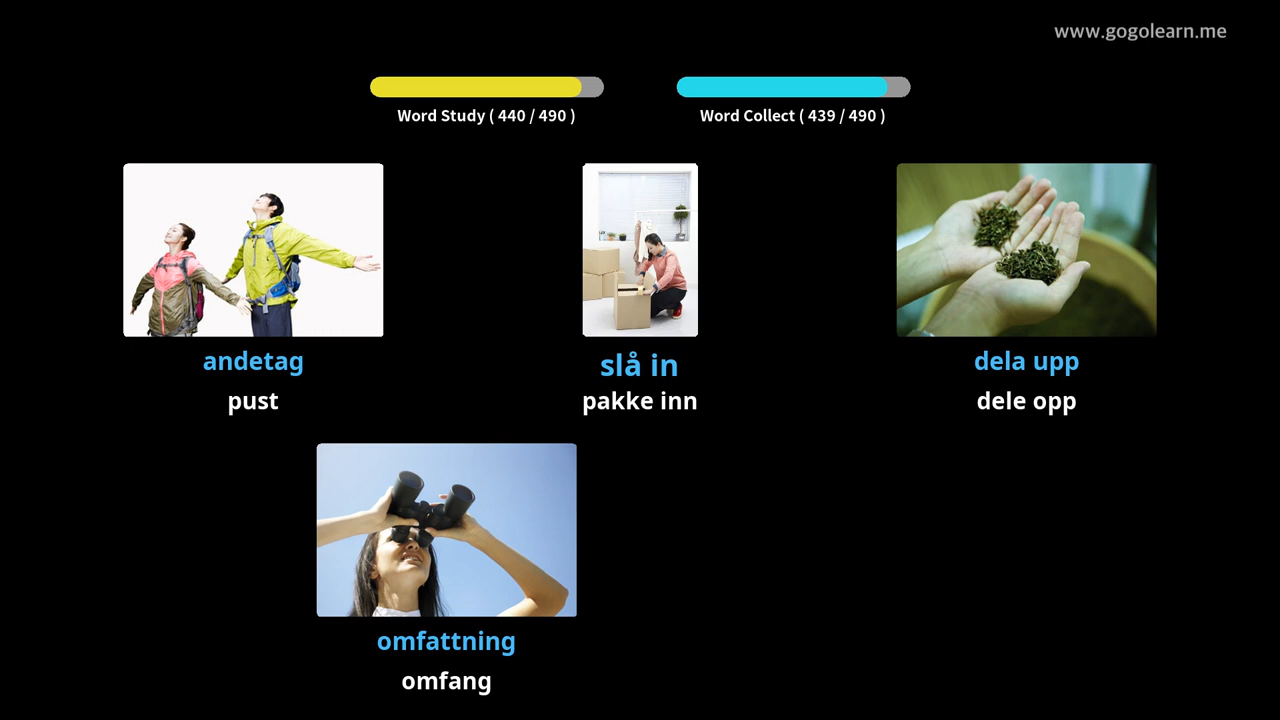 www.gogolearn.me
Word Study ( 440 / 490 )
Word Collect ( 439 / 490 )
andetag
pust
slå in
pakke inn
dela upp
dele opp
omfattning
omfang